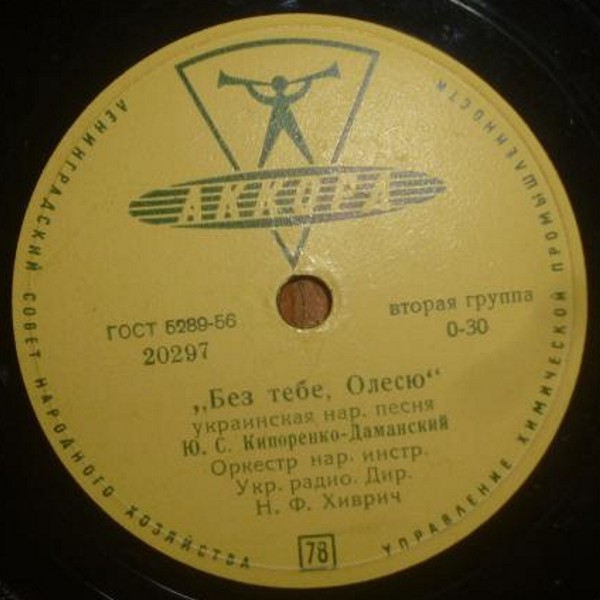 ЛЕНИНГРАДСКИЙ СОВЕТ НАРОДНОГО ХОЗЯЙСТВА
УПРАВЛЕНИЕ ХИМИЧЕСКОЙ ПРОМЫШЛЕННОСТИ
АККОРД
ГОСТ 5289-56
20297
вторая группа
0-30
„Без тебе, Олесю“
украинская нар. песня
Ю. С. Кипоренко-Даманский
Оркестр нар. инстр.
Укр. радио. Дир.
Н. Ф. Хиврич
78